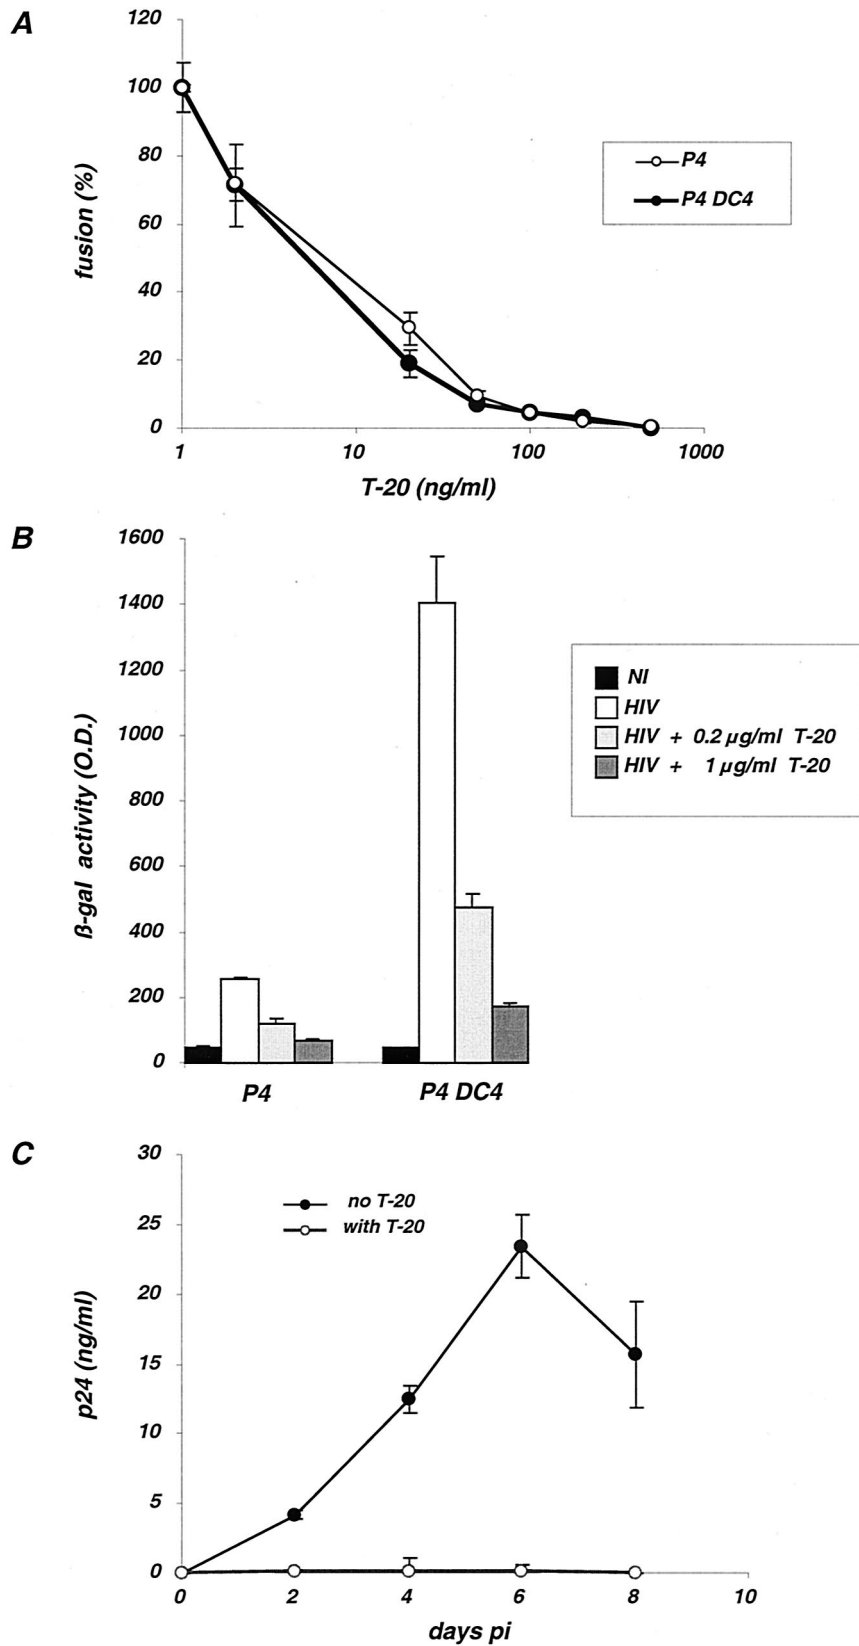 A
120
100
80
60
40
20
0
fusion (%)
P4
P4 DC4
1 10 100 1000
T-20 (ng/ml)
B
1600
1400
1200
1000
800
600
400
200
0
ß-gal activity (O.D.)
NI
HIV
HIV + 0.2 µg/ml T-20
HIV + 1 µg/ml T-20
P4 P4 DC4
C
30
25
20
15
10
5
0
p24 (ng/ml)
no T-20
with T-20
0 2 4 6 8 10
days pi